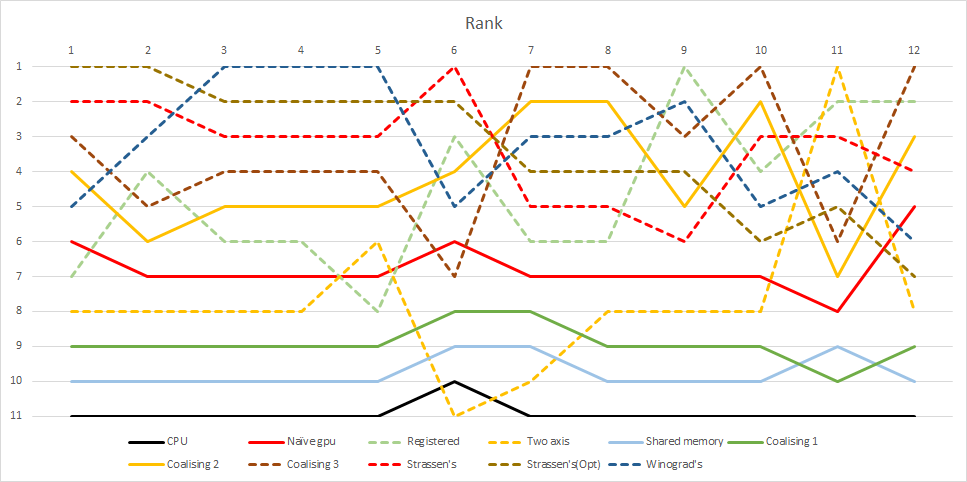 Rank
1 2 3 4 5 6 7 8 9 10 11 12
1
2
3
4
5
6
7
8
9
10
11
CPU Naïve gpu Registered Two axis Shared memory Coalising 1
Coalising 2 Coalising 3 Strassen's Strassen's(Opt) Winograd's